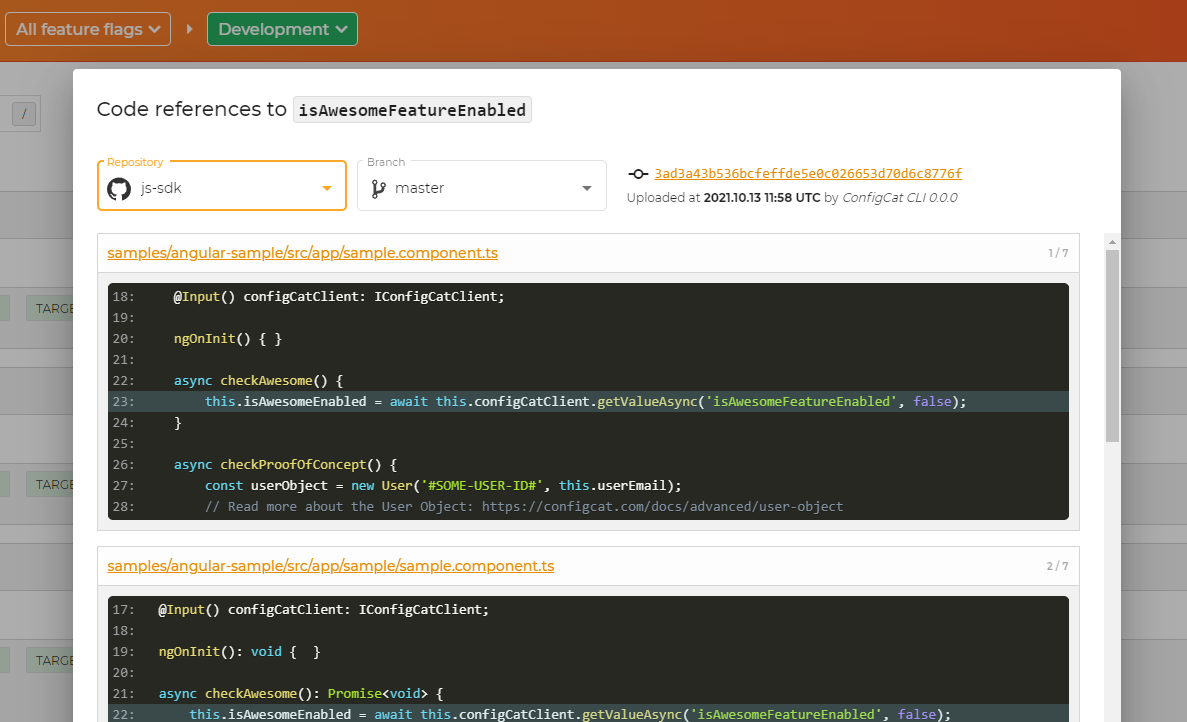 All feature flags
Development
/
Code references to isAwesomeFeatureEnabled
Repository
js-sdk
Branch
master
3ad3a43b536bcfeffde5e0c026653d70d6c8776f
Uploaded at 2021.10.13 11:58 UTC by ConfigCat CLI 0.0.0
samples/angular-sample/src/app/sample.component.ts
1/7
18:     @Input() configCatClient: IConfigCatClient;
19:
20:     ngOnInit() { }
21:
22:     async checkAwesome() {
23:         this.isAwesomeEnabled = await this.configCatClient.getValueAsync('isAwesomeFeatureEnabled', false);
24:     }
25:
26:     async checkProofOfConcept() {
27:         const userObject = new User('#SOME-USER-ID#', this.userEmail);
28:         // Read more about the User Object: https://configcat.com/docs/advanced/user-object
TARGE
samples/angular-sample/src/app/sample/sample.component.ts
2/7
TARGE
17:   @Input() configCatClient: IConfigCatClient;
18:
19:   ngOnInit(): void {  }
20:
21:   async checkAwesome(): Promise<void> {
22:       this.isAwesomeEnabled = await this.configCatClient.getValueAsync('isAwesomeFeatureEnabled', false);
TARGE